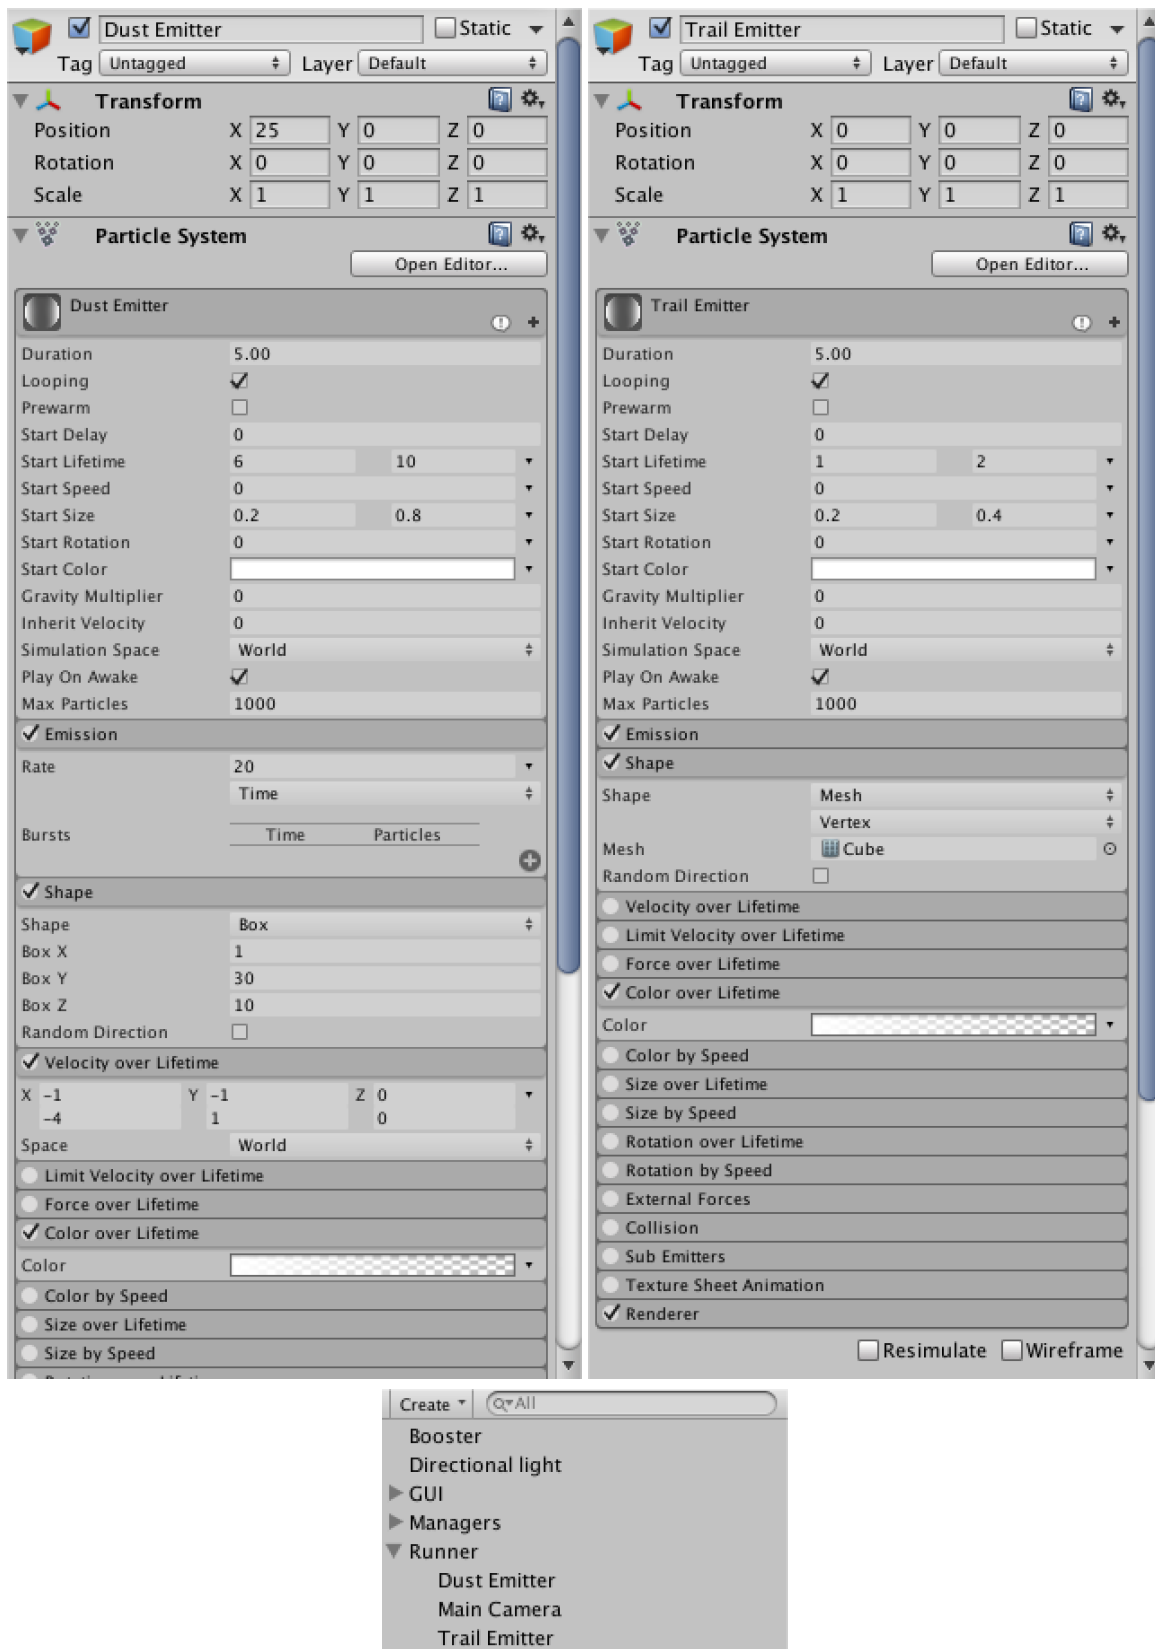 Dust Emitter Static
Tag Untagged Layer Default
Transform
Position X 25 Y 0 Z 0
Rotation X 0 Y 0 Z 0
Scale X 1 Y 1 Z 1
Particle System
Open Editor...
Dust Emitter
Duration 5.00
Looping
Prewarm
Start Delay 0
Start Lifetime 6 10
Start Speed 0
Start Size 0.2 0.8
Start Rotation 0
Start Color
Gravity Multiplier 0
Inherit Velocity 0
Simulation Space World
Play On Awake
Max Particles 1000
Emission
Rate 20
Time
Bursts Time Particles
Shape
Shape Box
Box X 1
Box Y 30
Box Z 10
Random Direction
Velocity over Lifetime
X -1 Y -1 Z 0
-4 1 0
Space World
Limit Velocity over Lifetime
Force over Lifetime
Color over Lifetime
Color
Color by Speed
Size over Lifetime
Size by Speed
Trail Emitter Static
Tag Untagged Layer Default
Transform
Position X 0 Y 0 Z 0
Rotation X 0 Y 0 Z 0
Scale X 1 Y 1 Z 1
Particle System
Open Editor...
Trail Emitter
Duration 5.00
Looping
Prewarm
Start Delay 0
Start Lifetime 1 2
Start Speed 0
Start Size 0.2 0.4
Start Rotation 0
Start Color
Gravity Multiplier 0
Inherit Velocity 0
Simulation Space World
Play On Awake
Max Particles 1000
Emission
Shape
Shape Mesh
Vertex
Mesh Cube
Random Direction
Velocity over Lifetime
Limit Velocity over Lifetime
Force over Lifetime
Color over Lifetime
Color
Color by Speed
Size over Lifetime
Size by Speed
Rotation over Lifetime
Rotation by Speed
External Forces
Collision
Sub Emitters
Texture Sheet Animation
Renderer
Resimulate Wireframe
Create All
Booster
Directional light
GUI
Managers
Runner
Dust Emitter
Main Camera
Trail Emitter